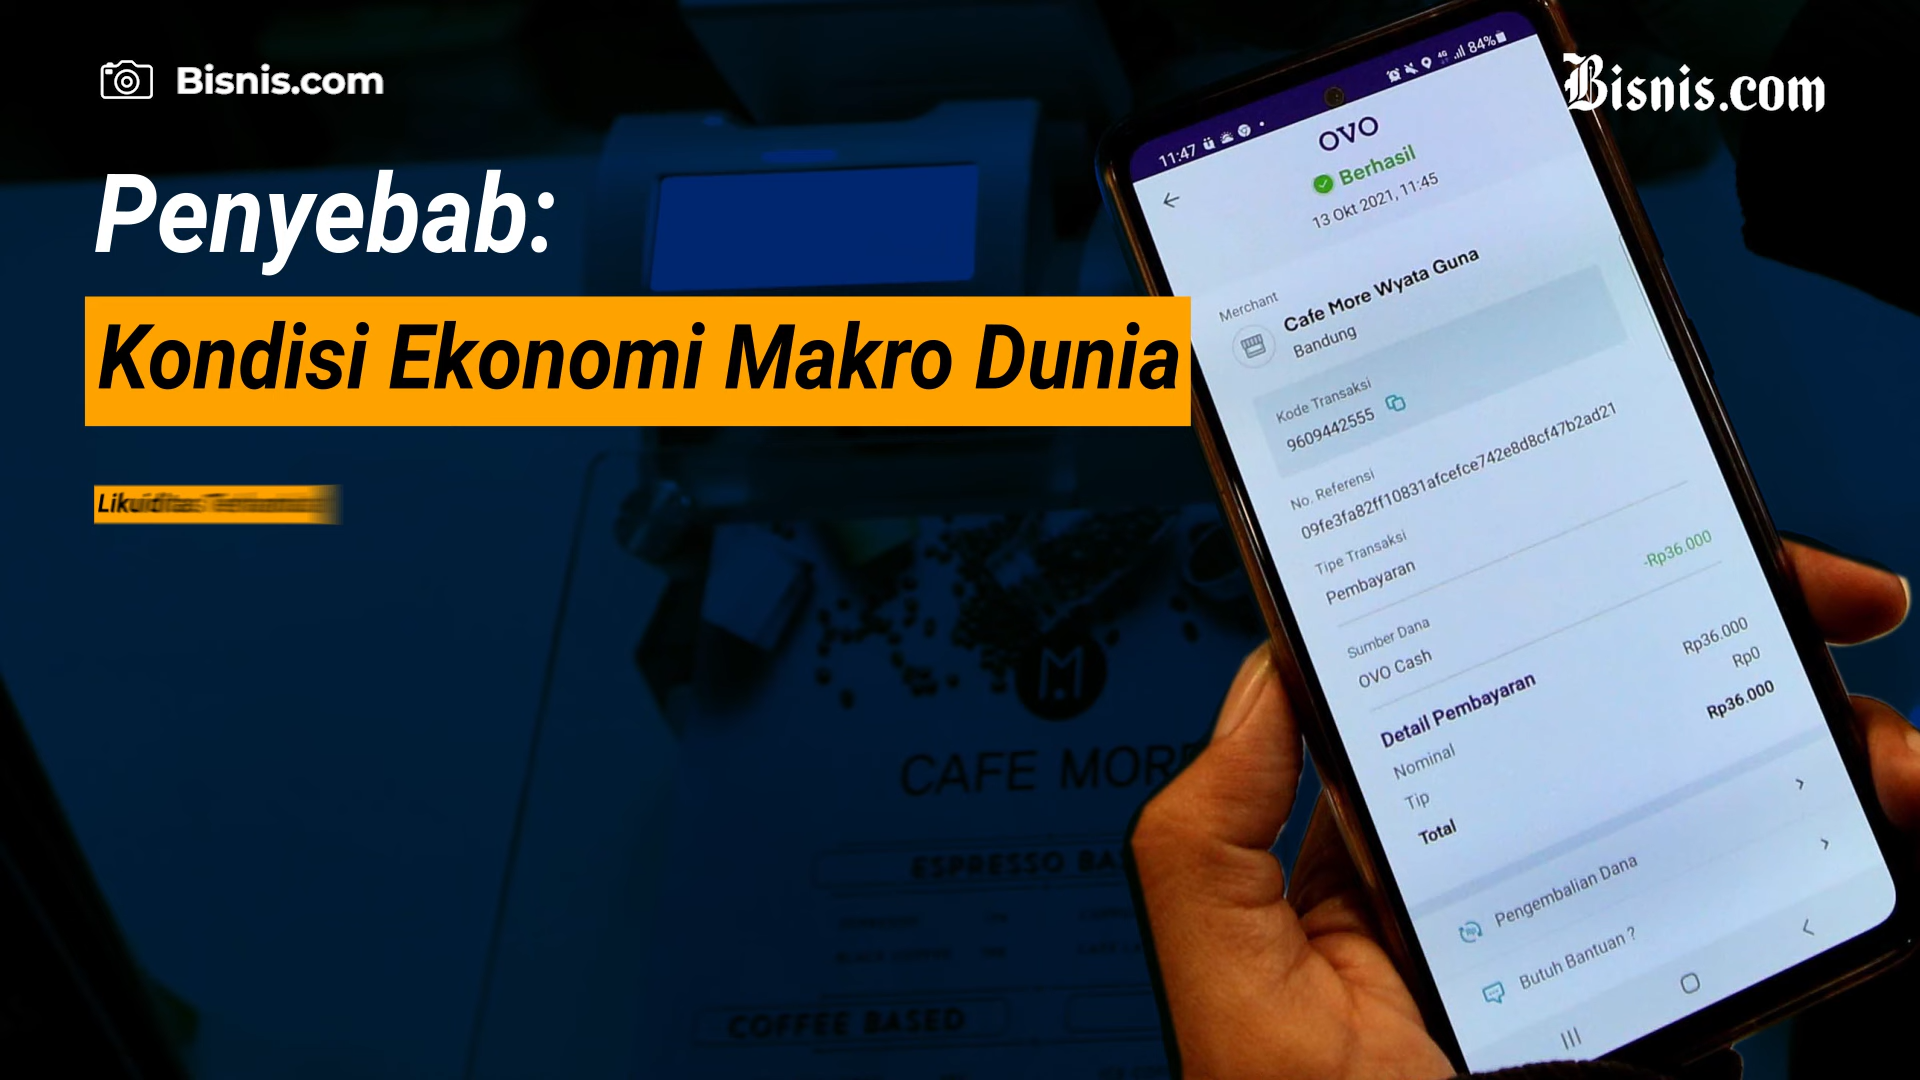 Bisnis.com
Bisnis.com
Penyebab:
Kondisi Ekonomi Makro Dunia
11:47
4G 84%
OVO
Berhasil
13 Okt 2021, 11:45
Merchant
Cafe More Wyata Guna
Bandung
Kode Transaksi
9609442555
No. Referensi
09fe3fa82ff10831afcefce742e8d8cf47b2ad21
Tipe Transaksi
Pembayaran
-Rp36.000
Sumber Dana
OVO Cash
Detail Pembayaran
Nominal Rp36.000
Tip Rp0
Total Rp36.000
Pengembalian Dana
Butuh Bantuan ?
M
CAFE MORE
ESPRESSO BAS
COFFEE BASED